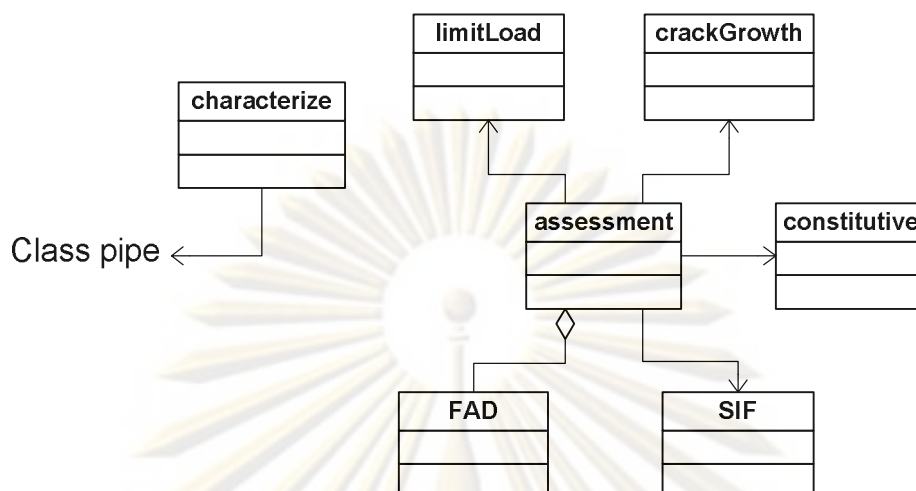 limitLoad
crackGrowth
characterize
assessment
constitutive
Class pipe
FAD
SIF